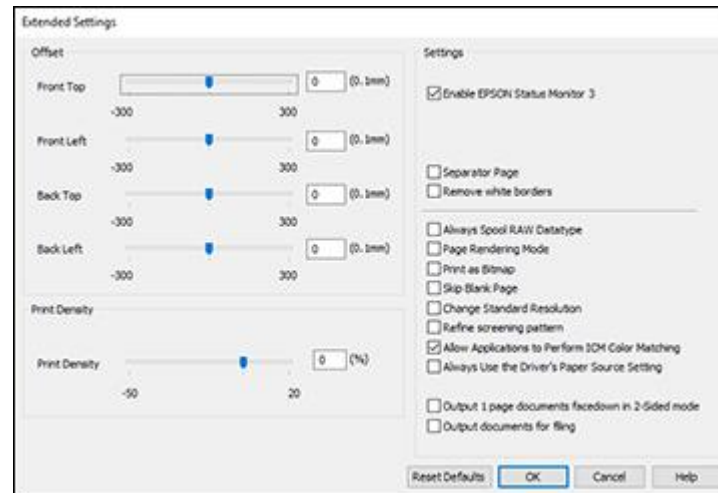 Extended Settings
Offset
Front Top
0
(0.1mm)
-300
300
Front Left
0
(0.1mm)
-300
300
Back Top
0
(0.1mm)
-300
300
Back Left
0
(0.1mm)
-300
300
Print Density
Print Density
0
(%)
-50
20
Settings
Enable EPSON Status Monitor 3
Separator Page
Remove white borders
Always Spool RAW Datatype
Page Rendering Mode
Print as Bitmap
Skip Blank Page
Change Standard Resolution
Refine screening pattern
Allow Applications to Perform ICM Color Matching
Always Use the Driver's Paper Source Setting
Output 1 page documents facedown in 2-Sided mode
Output documents for filing
Reset Defaults
OK
Cancel
Help